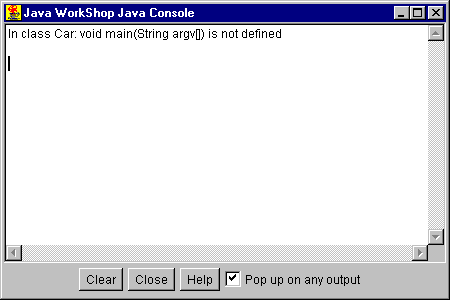 Java WorkShop Java Console
In class Car: void main(String argv[]) is not defined
Clear Close Help Pop up on any output